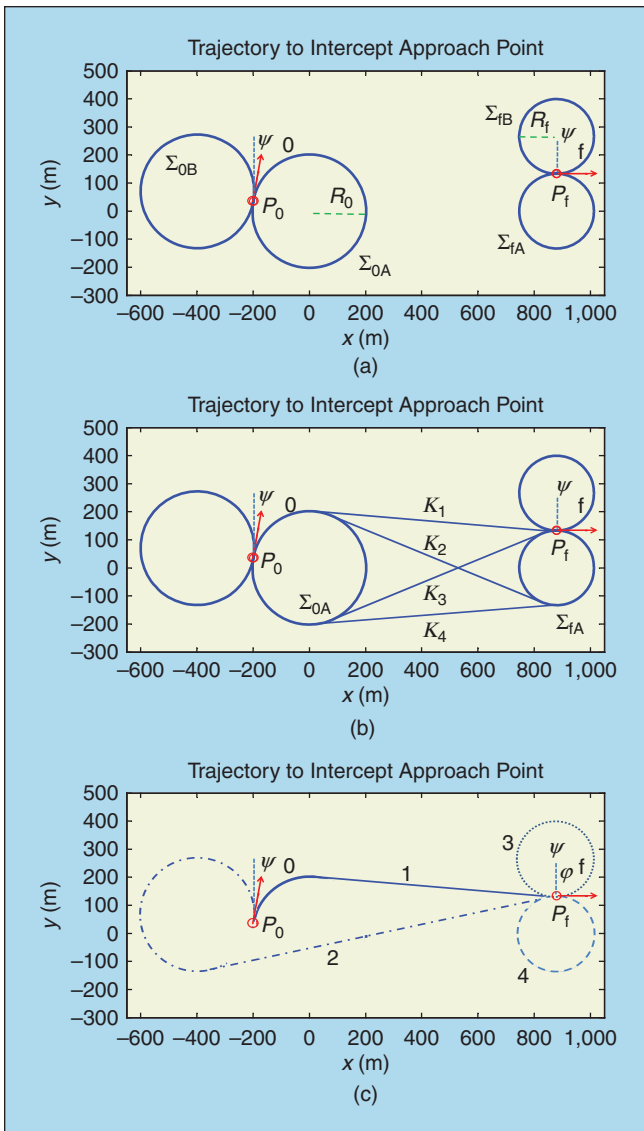 Trajectory to Intercept Approach Point
500
400
300
200
100
0
–100
–200
–300
y (m)
Σ0B
ψ 0
P0
R0
Σ0A
ΣfB
Rf
ψ f
Pf
ΣfA
–600 –400 –200 0 200 400 600 800 1,000
x (m)
(a)
Trajectory to Intercept Approach Point
500
400
300
200
100
0
–100
–200
–300
y (m)
ψ 0
P0
Σ0A
K1
K2
K3
K4
ψ f
Pf
ΣfA
–600 –400 –200 0 200 400 600 800 1,000
x (m)
(b)
Trajectory to Intercept Approach Point
500
400
300
200
100
0
–100
–200
–300
y (m)
ψ 0
P0
1
2
3
ψ
φ f
Pf
4
–600 –400 –200 0 200 400 600 800 1,000
x (m)
(c)